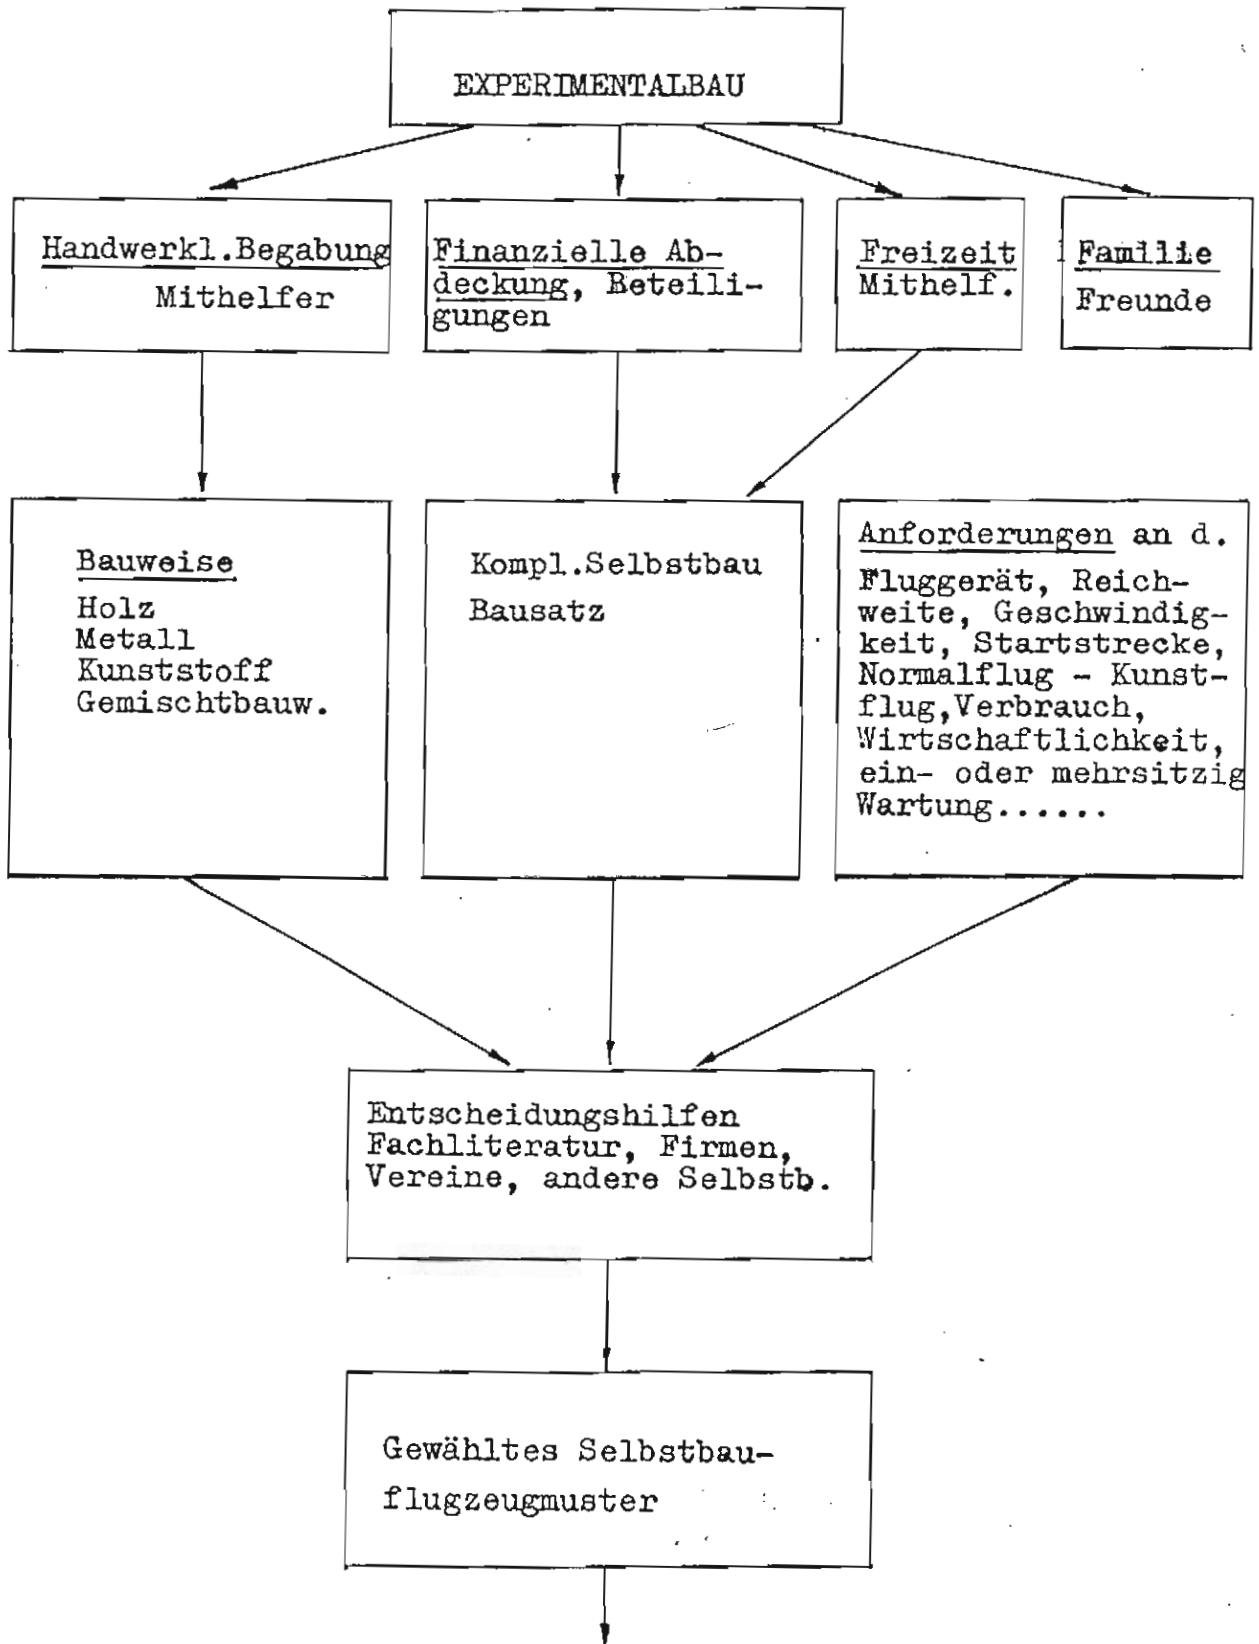 EXPERIMENTALBAU
Handwerkl.Begabung
Mithelfer
Finanzielle Ab-
deckung, Beteili-
gungen
Freizeit
Mithelf.
Familie
Freunde
Bauweise
Holz
Metall
Kunststoff
Gemischtbauw.
Kompl.Selbstbau
Bausatz
Anforderungen an d.
Fluggerät, Reich-
weite, Geschwindig-
keit, Startstrecke,
Normalflug - Kunst-
flug,Verbrauch,
Wirtschaftlichkeit,
ein- oder mehrsitzig
Wartung......
Entscheidungshilfen
Fachliteratur, Firmen,
Vereine, andere Selbstb.
Gewähltes Selbstbau-
flugzeugmuster